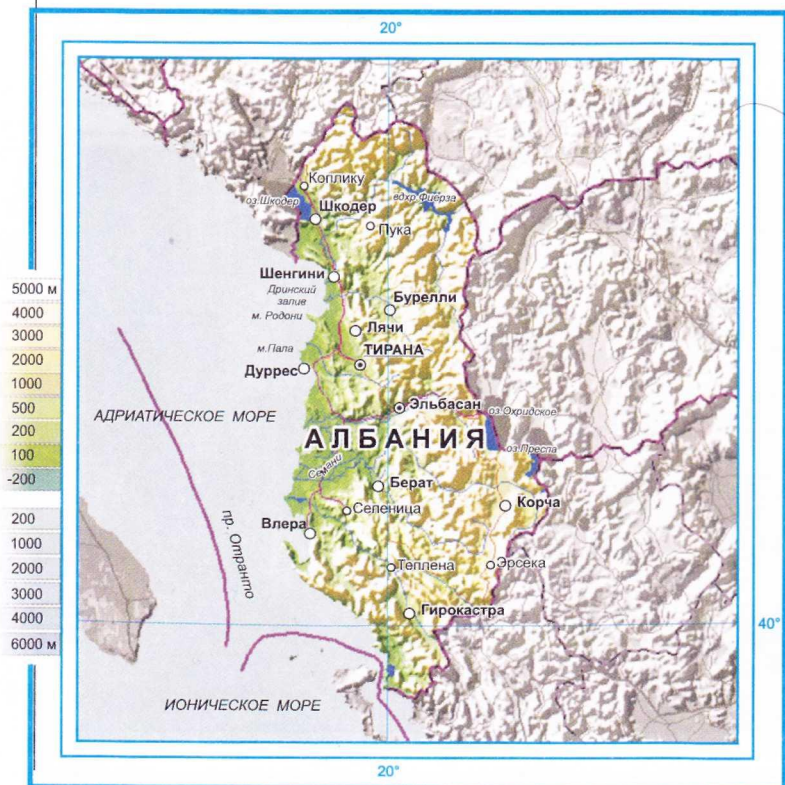 20°
Коплику
оз.Шкодер
Шкодер
вдхр.Фиерза
Пука
Шенгини
Дринский
залив
м. Родони
Бурелли
Лячи
м.Пала
ТИРАНА
Дуррес
Эльбасан
оз.Охридское
АДРИАТИЧЕСКОЕ МОРЕ
АЛБАНИЯ
оз.Преспа
Семани
Берат
Корча
Селеница
Влера
пр. Отранто
Теплена
Эрсека
Гирокастра
40°
ИОНИЧЕСКОЕ МОРЕ
20°
5000 м
4000
3000
2000
1000
500
200
100
-200
200
1000
2000
3000
4000
6000 м